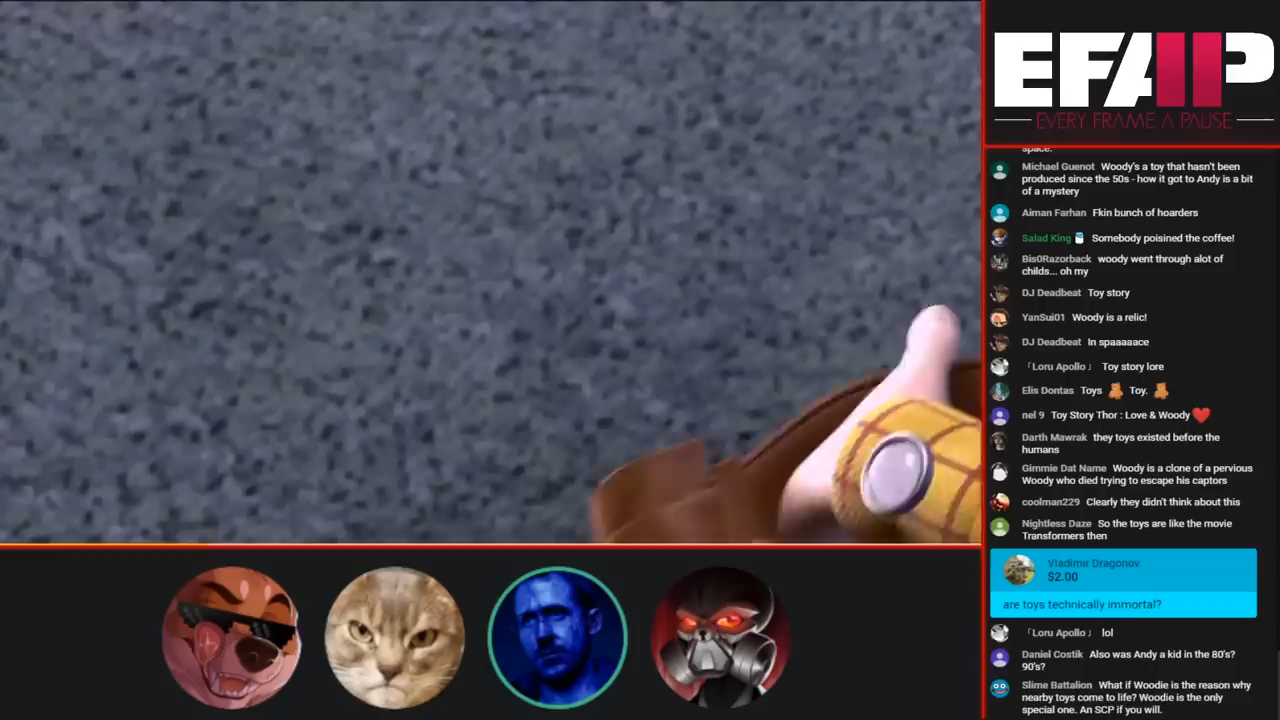 EFAP
EVERY FRAME A PAUSE
space.
Michael Guenot Woody's a toy that hasn't been
produced since the 50s - how it got to Andy is a bit
of a mystery
Aiman Farhan Fkin bunch of hoarders
Salad King Somebody poisined the coffee!
Bis0Razorback woody went through alot of
childs... oh my
DJ Deadbeat Toy story
YanSui01 Woody is a relic!
DJ Deadbeat In spaaaaace
「Loru Apollo」 Toy story lore
Elis Dontas Toys 🧸 Toy. 🧸
nel 9 Toy Story Thor : Love & Woody ❤️
Darth Mawrak they toys existed before the
humans
Gimmie Dat Name Woody is a clone of a pervious
Woody who died trying to escape his captors
coolman229 Clearly they didn't think about this
Nightless Daze So the toys are like the movie
Transformers then
Vladimir Dragonov
$2.00
are toys technically immortal?
「Loru Apollo」 lol
Daniel Costik Also was Andy a kid in the 80's?
90's?
Slime Battalion What if Woodie is the reason why
nearby toys come to life? Woodie is the only
special one. An SCP if you will.